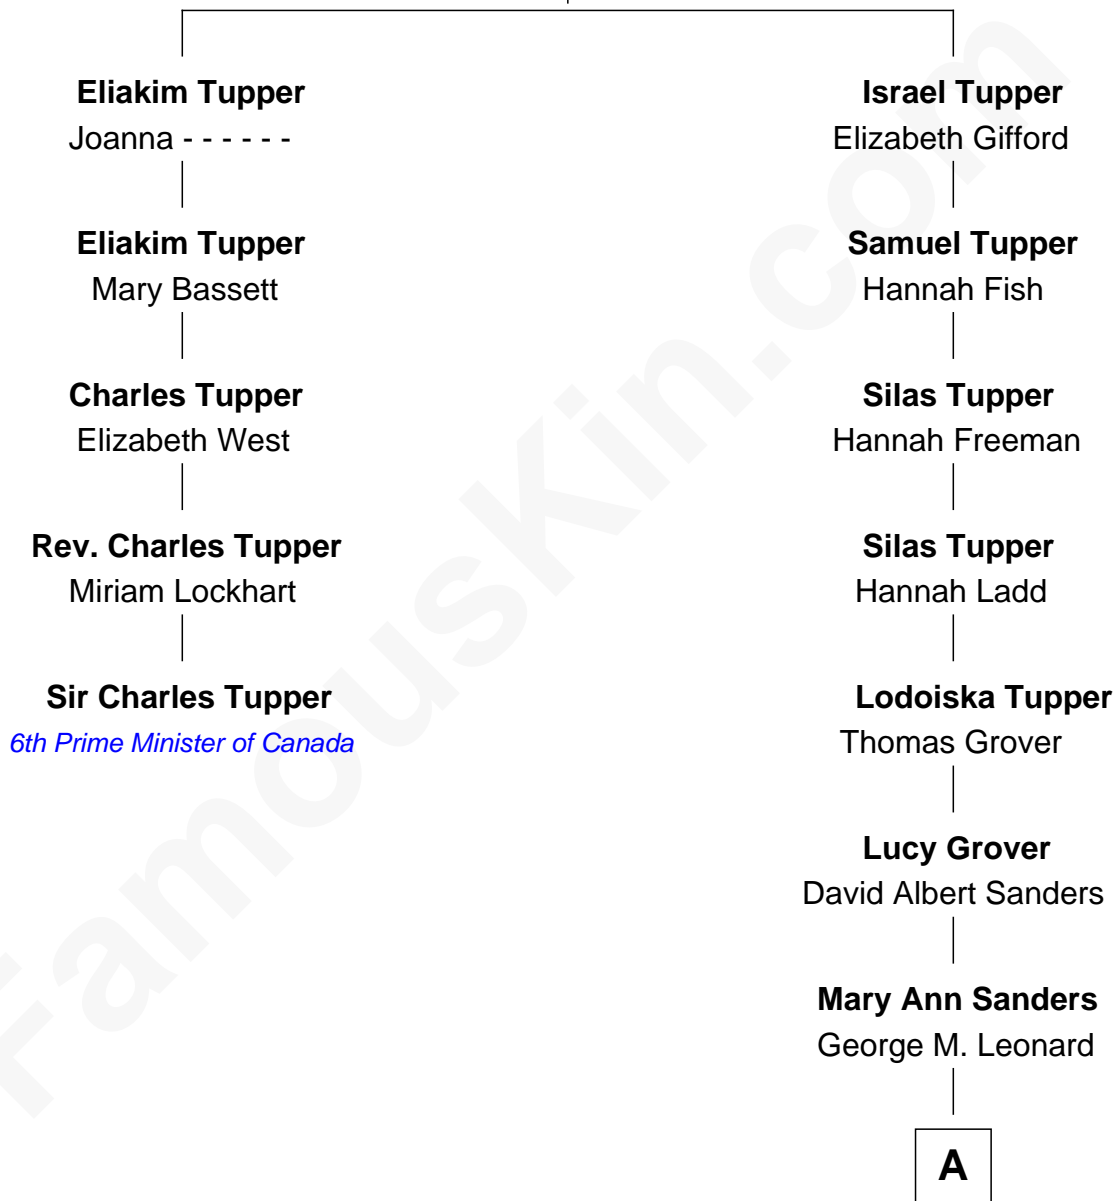 Eliakim Tupper
Joanna - - - - - -
Eliakim Tupper
Mary Bassett
Charles Tupper
Elizabeth West
Rev. Charles Tupper
Miriam Lockhart
Sir Charles Tupper
6th Prime Minister of Canada
Israel Tupper
Elizabeth Gifford
Samuel Tupper
Hannah Fish
Silas Tupper
Hannah Freeman
Silas Tupper
Hannah Ladd
Lodoiska Tupper
Thomas Grover
Lucy Grover
David Albert Sanders
Mary Ann Sanders
George M. Leonard
A
FamousKin.com